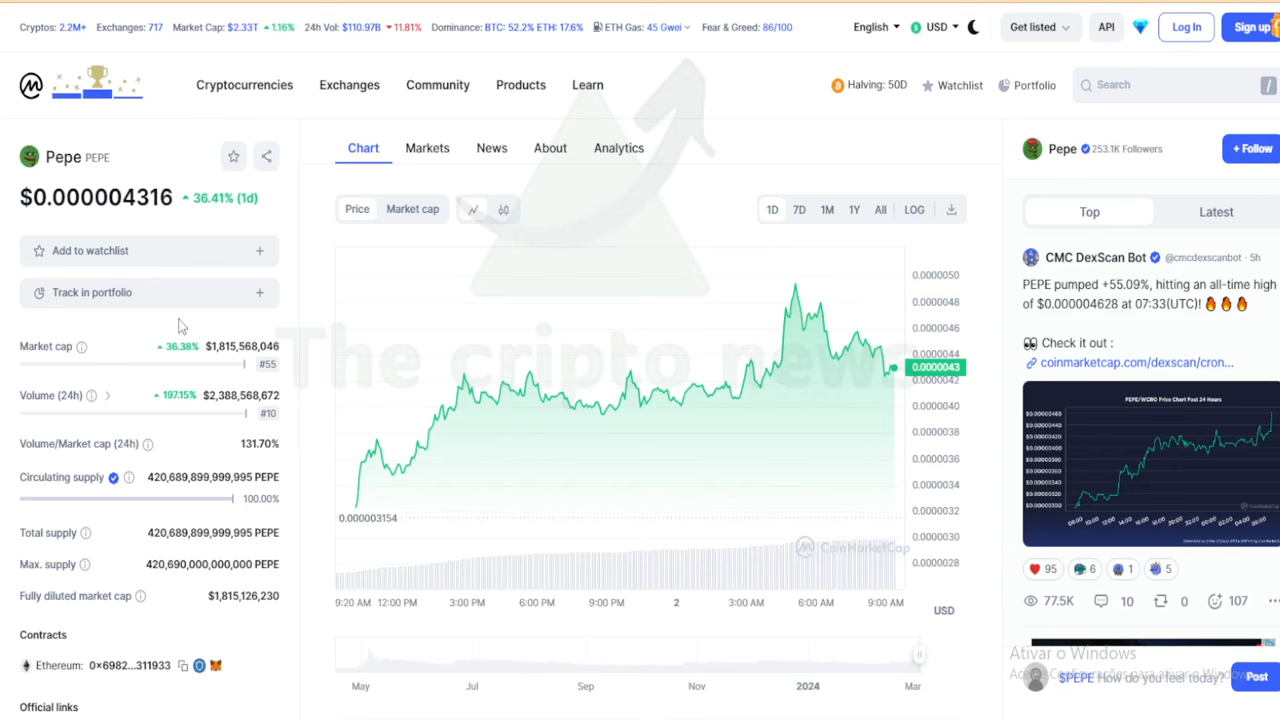 Cryptos: 2.2M+ Exchanges: 717 Market Cap: $2.33T 1.16% 24h Vol: $110.97B 11.81% Dominance: BTC: 52.2% ETH: 17.6% ETH Gas: 45 Gwei Fear & Greed: 86/100 English USD Get listed API Log In Sign up
Cryptocurrencies Exchanges Community Products Learn Halving: 50D Watchlist Portfolio Search /
Pepe PEPE
$0.000004316 36.41% (1d)
Add to watchlist +
Track in portfolio +
Market cap 36.38% $1,815,568,046
#55
Volume (24h) 197.15% $2,388,568,672
#10
Volume/Market cap (24h) 131.70%
Circulating supply 420,689,899,999,995 PEPE
100.00%
Total supply 420,689,899,999,995 PEPE
Max. supply 420,690,000,000,000 PEPE
Fully diluted market cap $1,815,126,230
Contracts
Ethereum: 0x6982...311933
Official links
Chart Markets News About Analytics
Price Market cap 1D 7D 1M 1Y All LOG
0.0000050
0.0000048
0.0000046
0.0000044
0.0000043
0.0000042
0.0000040
0.0000038
0.0000036
0.0000034
0.0000032
0.0000030
0.0000028
0.000003154
CoinMarketCap
9:20 AM 12:00 PM 3:00 PM 6:00 PM 9:00 PM 2 3:00 AM 6:00 AM 9:00 AM USD
May Jul Sep Nov 2024 Mar
The cripto news
Pepe 253.1K Followers + Follow
Top Latest
CMC DexScan Bot @cmcdexscanbot · 5h
PEPE pumped +55.09%, hitting an all-time high
of $0.000004628 at 07:33(UTC)!
Check it out :
coinmarketcap.com/dexscan/cron...
PEPE/WCRO Price Chart Past 24 Hours
95 6 1 5
77.5K 10 0 107 ...
Ativar o Windows
$PEPE How do you feel today? Post